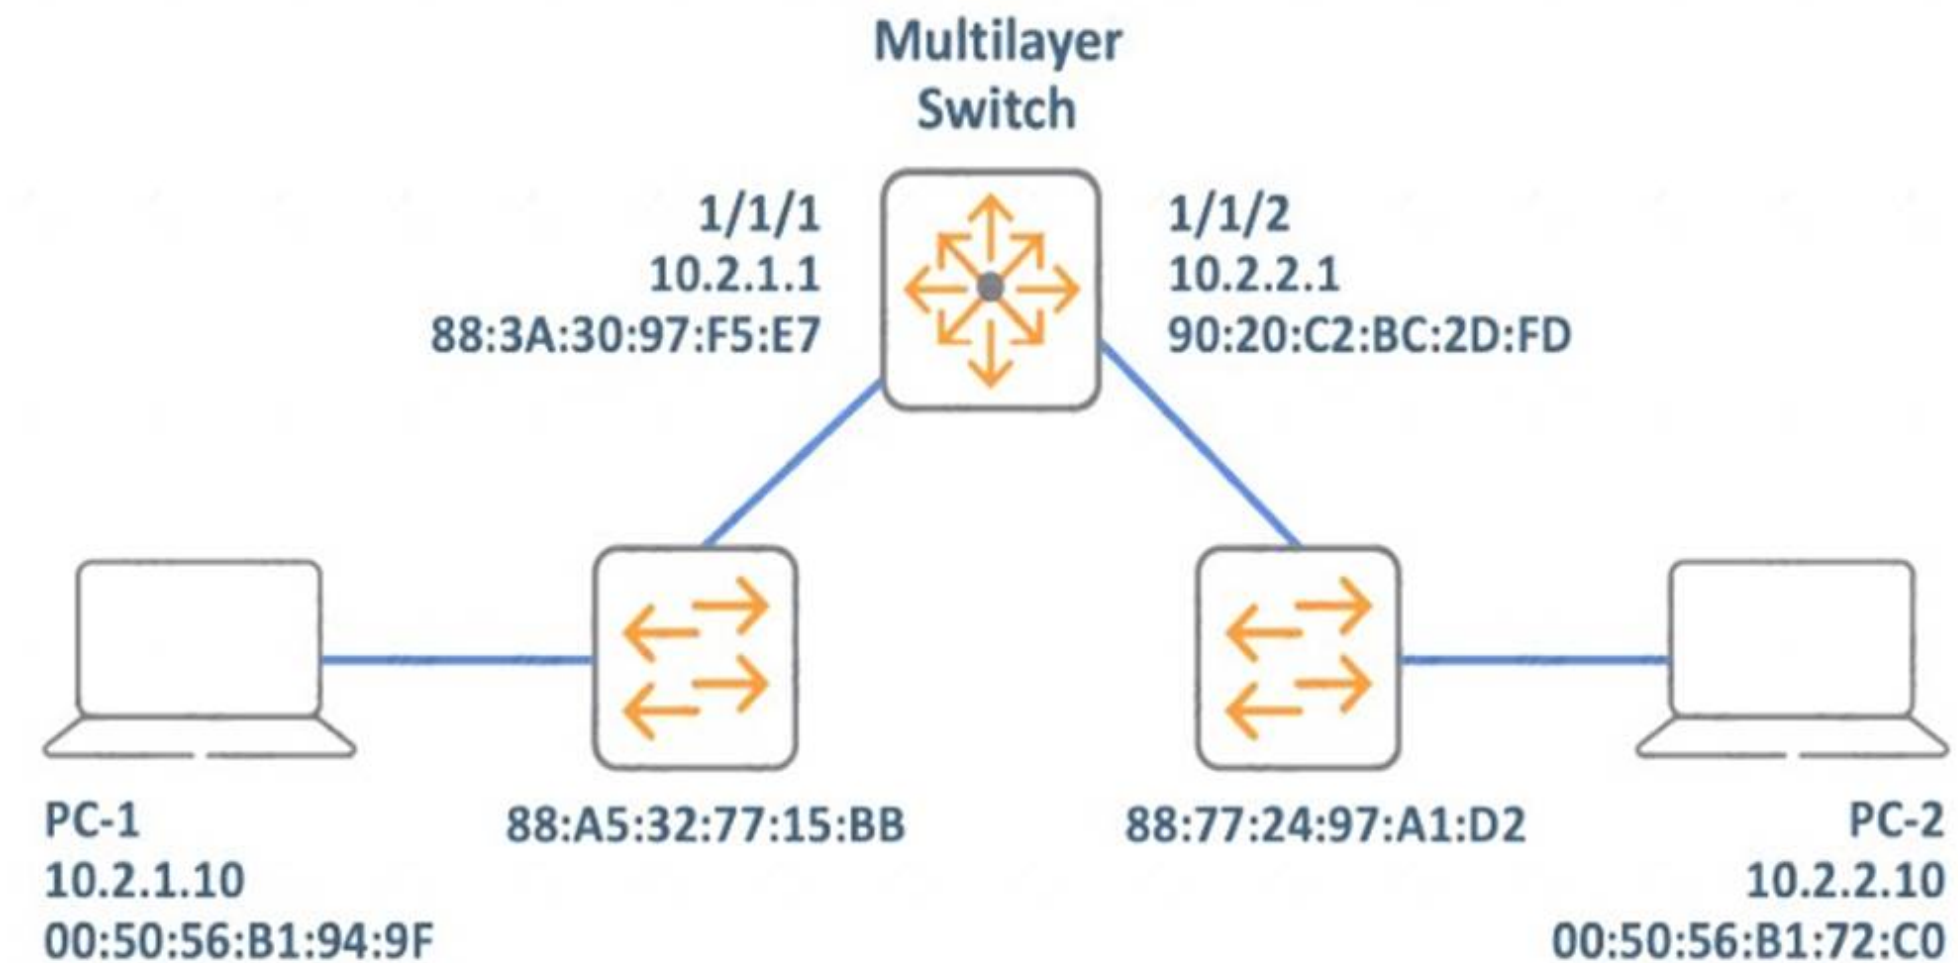 Multilayer
Switch
1/1/1
10.2.1.1
88:3A:30:97:F5:E7
1/1/2
10.2.2.1
90:20:C2:BC:2D:FD
PC-1
10.2.1.10
00:50:56:B1:94:9F
88:A5:32:77:15:BB
88:77:24:97:A1:D2
PC-2
10.2.2.10
00:50:56:B1:72:C0